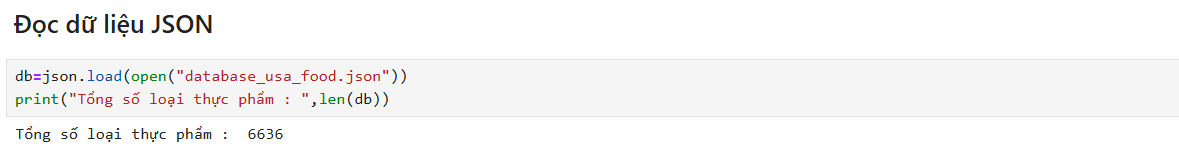 Đọc dữ liệu JSON
db=json.load(open("database_usa_food.json"))
print("Tổng số loại thực phẩm : ",len(db))
Tổng số loại thực phẩm :  6636